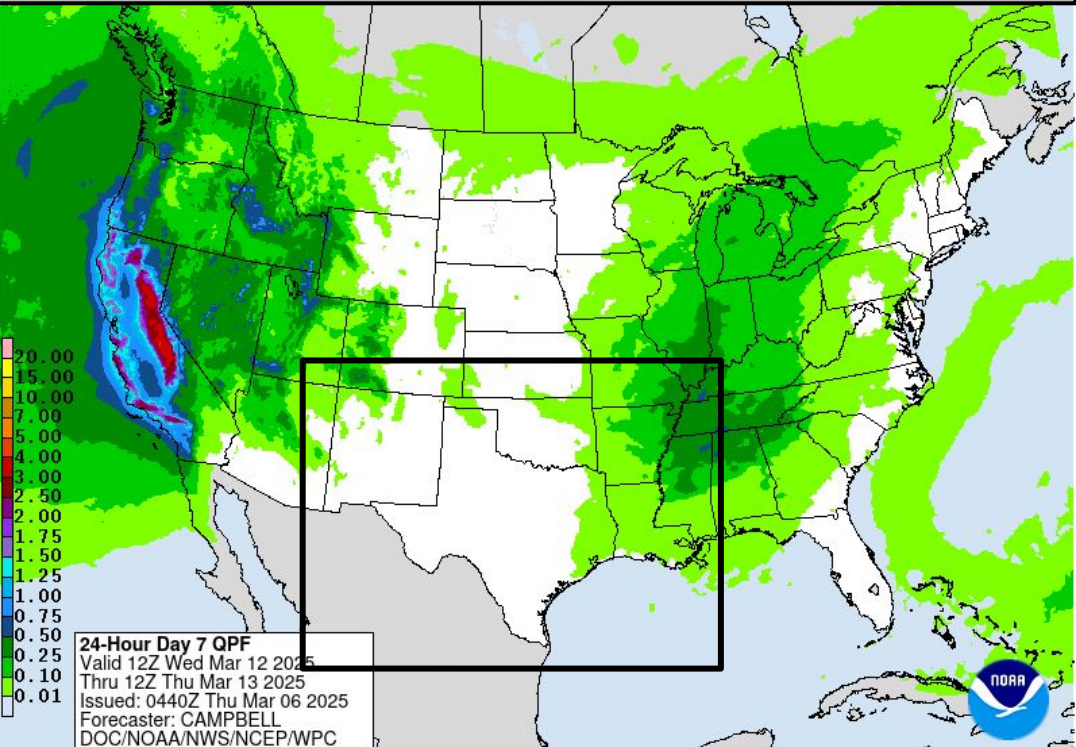 20.00
15.00
10.00
7.00
5.00
4.00
3.00
2.50
2.00
1.75
1.50
1.25
1.00
0.75
0.50
0.25
0.10
0.01
24-Hour Day 7 QPF
Valid 12Z Wed Mar 12 2025
Thru 12Z Thu Mar 13 2025
Issued: 0440Z Thu Mar 06 2025
Forecaster: CAMPBELL
DOC/NOAA/NWS/NCEP/WPC
NOAA